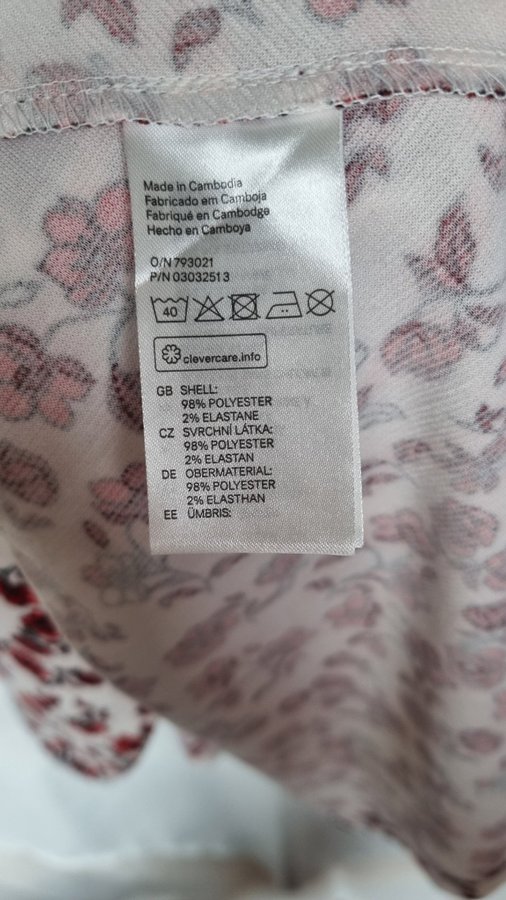 Made in Cambodia
Fabricado em Camboja
Fabriqué en Cambodge
Hecho en Camboya
O/N 793021
P/N 03032513
40
clevercare.info
GB SHELL:
98% POLYESTER
2% ELASTANE
CZ SVRCHNÍ LÁTKA:
98% POLYESTER
2% ELASTAN
DE OBERMATERIAL:
98% POLYESTER
2% ELASTHAN
EE ÜMBRIS: